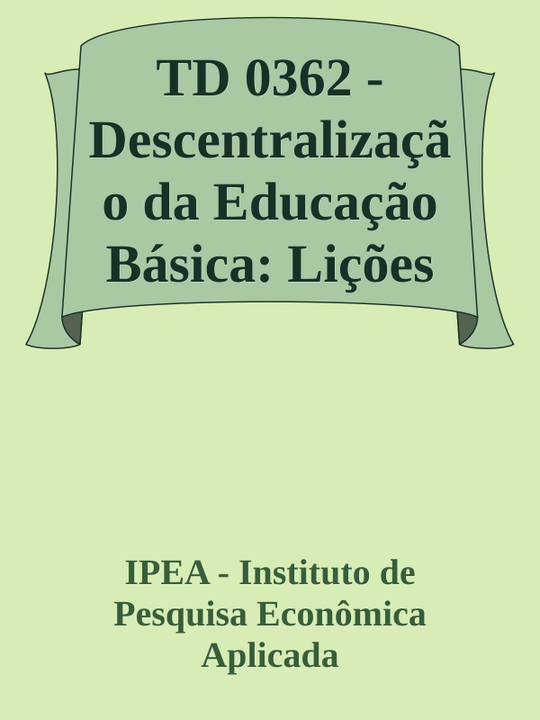 TD 0362 -
Descentralizaçã
o da Educação
Básica: Lições
IPEA - Instituto de
Pesquisa Econômica
Aplicada